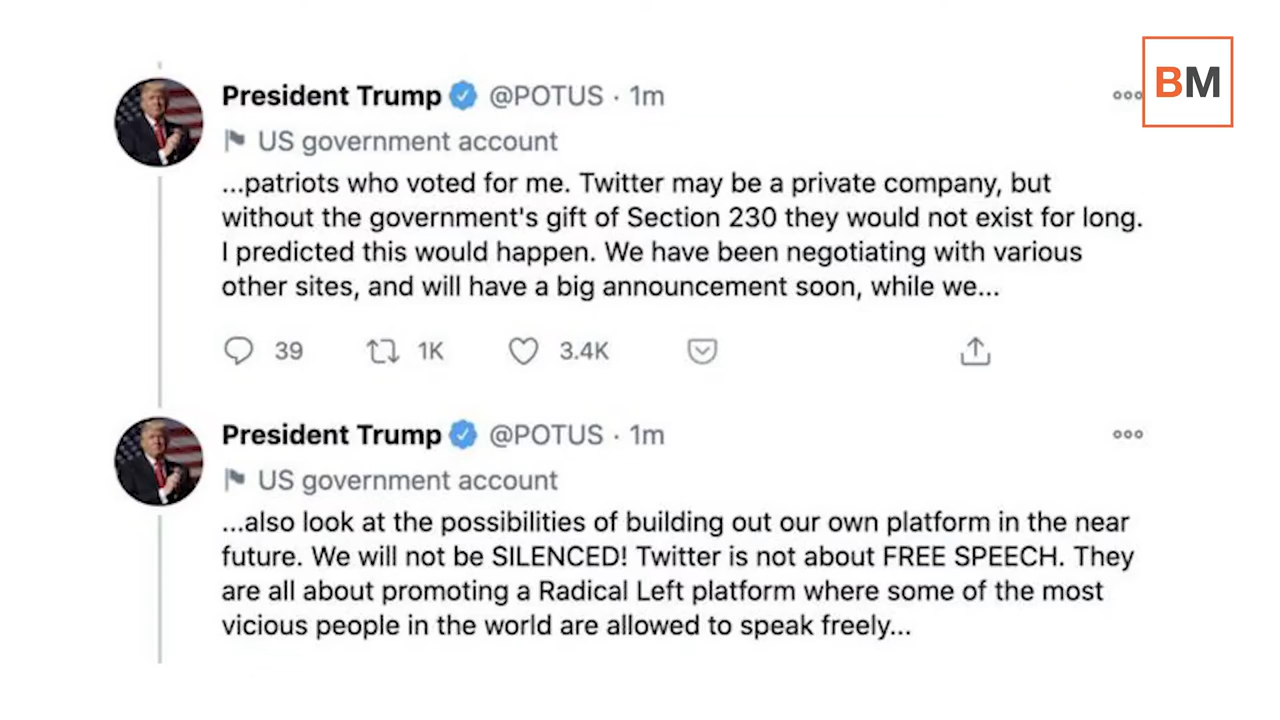 President Trump @POTUS · 1m
BM
US government account
...patriots who voted for me. Twitter may be a private company, but
without the government's gift of Section 230 they would not exist for long.
I predicted this would happen. We have been negotiating with various
other sites, and will have a big announcement soon, while we...
39 1K 3.4K
President Trump @POTUS · 1m
US government account
...also look at the possibilities of building out our own platform in the near
future. We will not be SILENCED! Twitter is not about FREE SPEECH. They
are all about promoting a Radical Left platform where some of the most
vicious people in the world are allowed to speak freely...